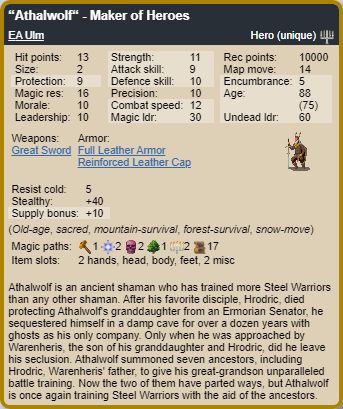 “Athalwolf“ - Maker of Heroes
EA Ulm Hero (unique)
Hit points: 13 Strength: 11 Rec points: 10000
Size: 2 Attack skill: 9 Map move: 14
Protection: 9 Defence skill: 10 Encumbrance: 5
Magic res: 16 Precision: 10 Age: 88
Morale: 10 Combat speed: 12 (75)
Leadership: 10 Magic ldr: 30 Undead ldr: 60
Weapons: Armor:
Great Sword Full Leather Armor
Reinforced Leather Cap
Resist cold: 5
Stealthy: +40
Supply bonus: +10
(Old-age, sacred, mountain-survival, forest-survival, snow-move)
Magic paths: 1 2 2 1 2 17
Item slots: 2 hands, head, body, feet, 2 misc
Athalwolf is an ancient shaman who has trained more Steel Warriors
than any other shaman. After his favorite disciple, Hrodric, died
protecting Athalwolf's granddaughter from an Ermorian Senator, he
sequestered himself in a damp cave for over a dozen years with
ghosts as his only company. Only when he was approached by
Warenheris, the son of his granddaughter and Hrodric, did he leave
his seclusion. Athalwolf summoned seven ancestors, including
Hrodric, Warenheris' father, to give his great-grandson unparalleled
battle training. Now the two of them have parted ways, but Athalwolf
is once again training Steel Warriors with the aid of the ancestors.